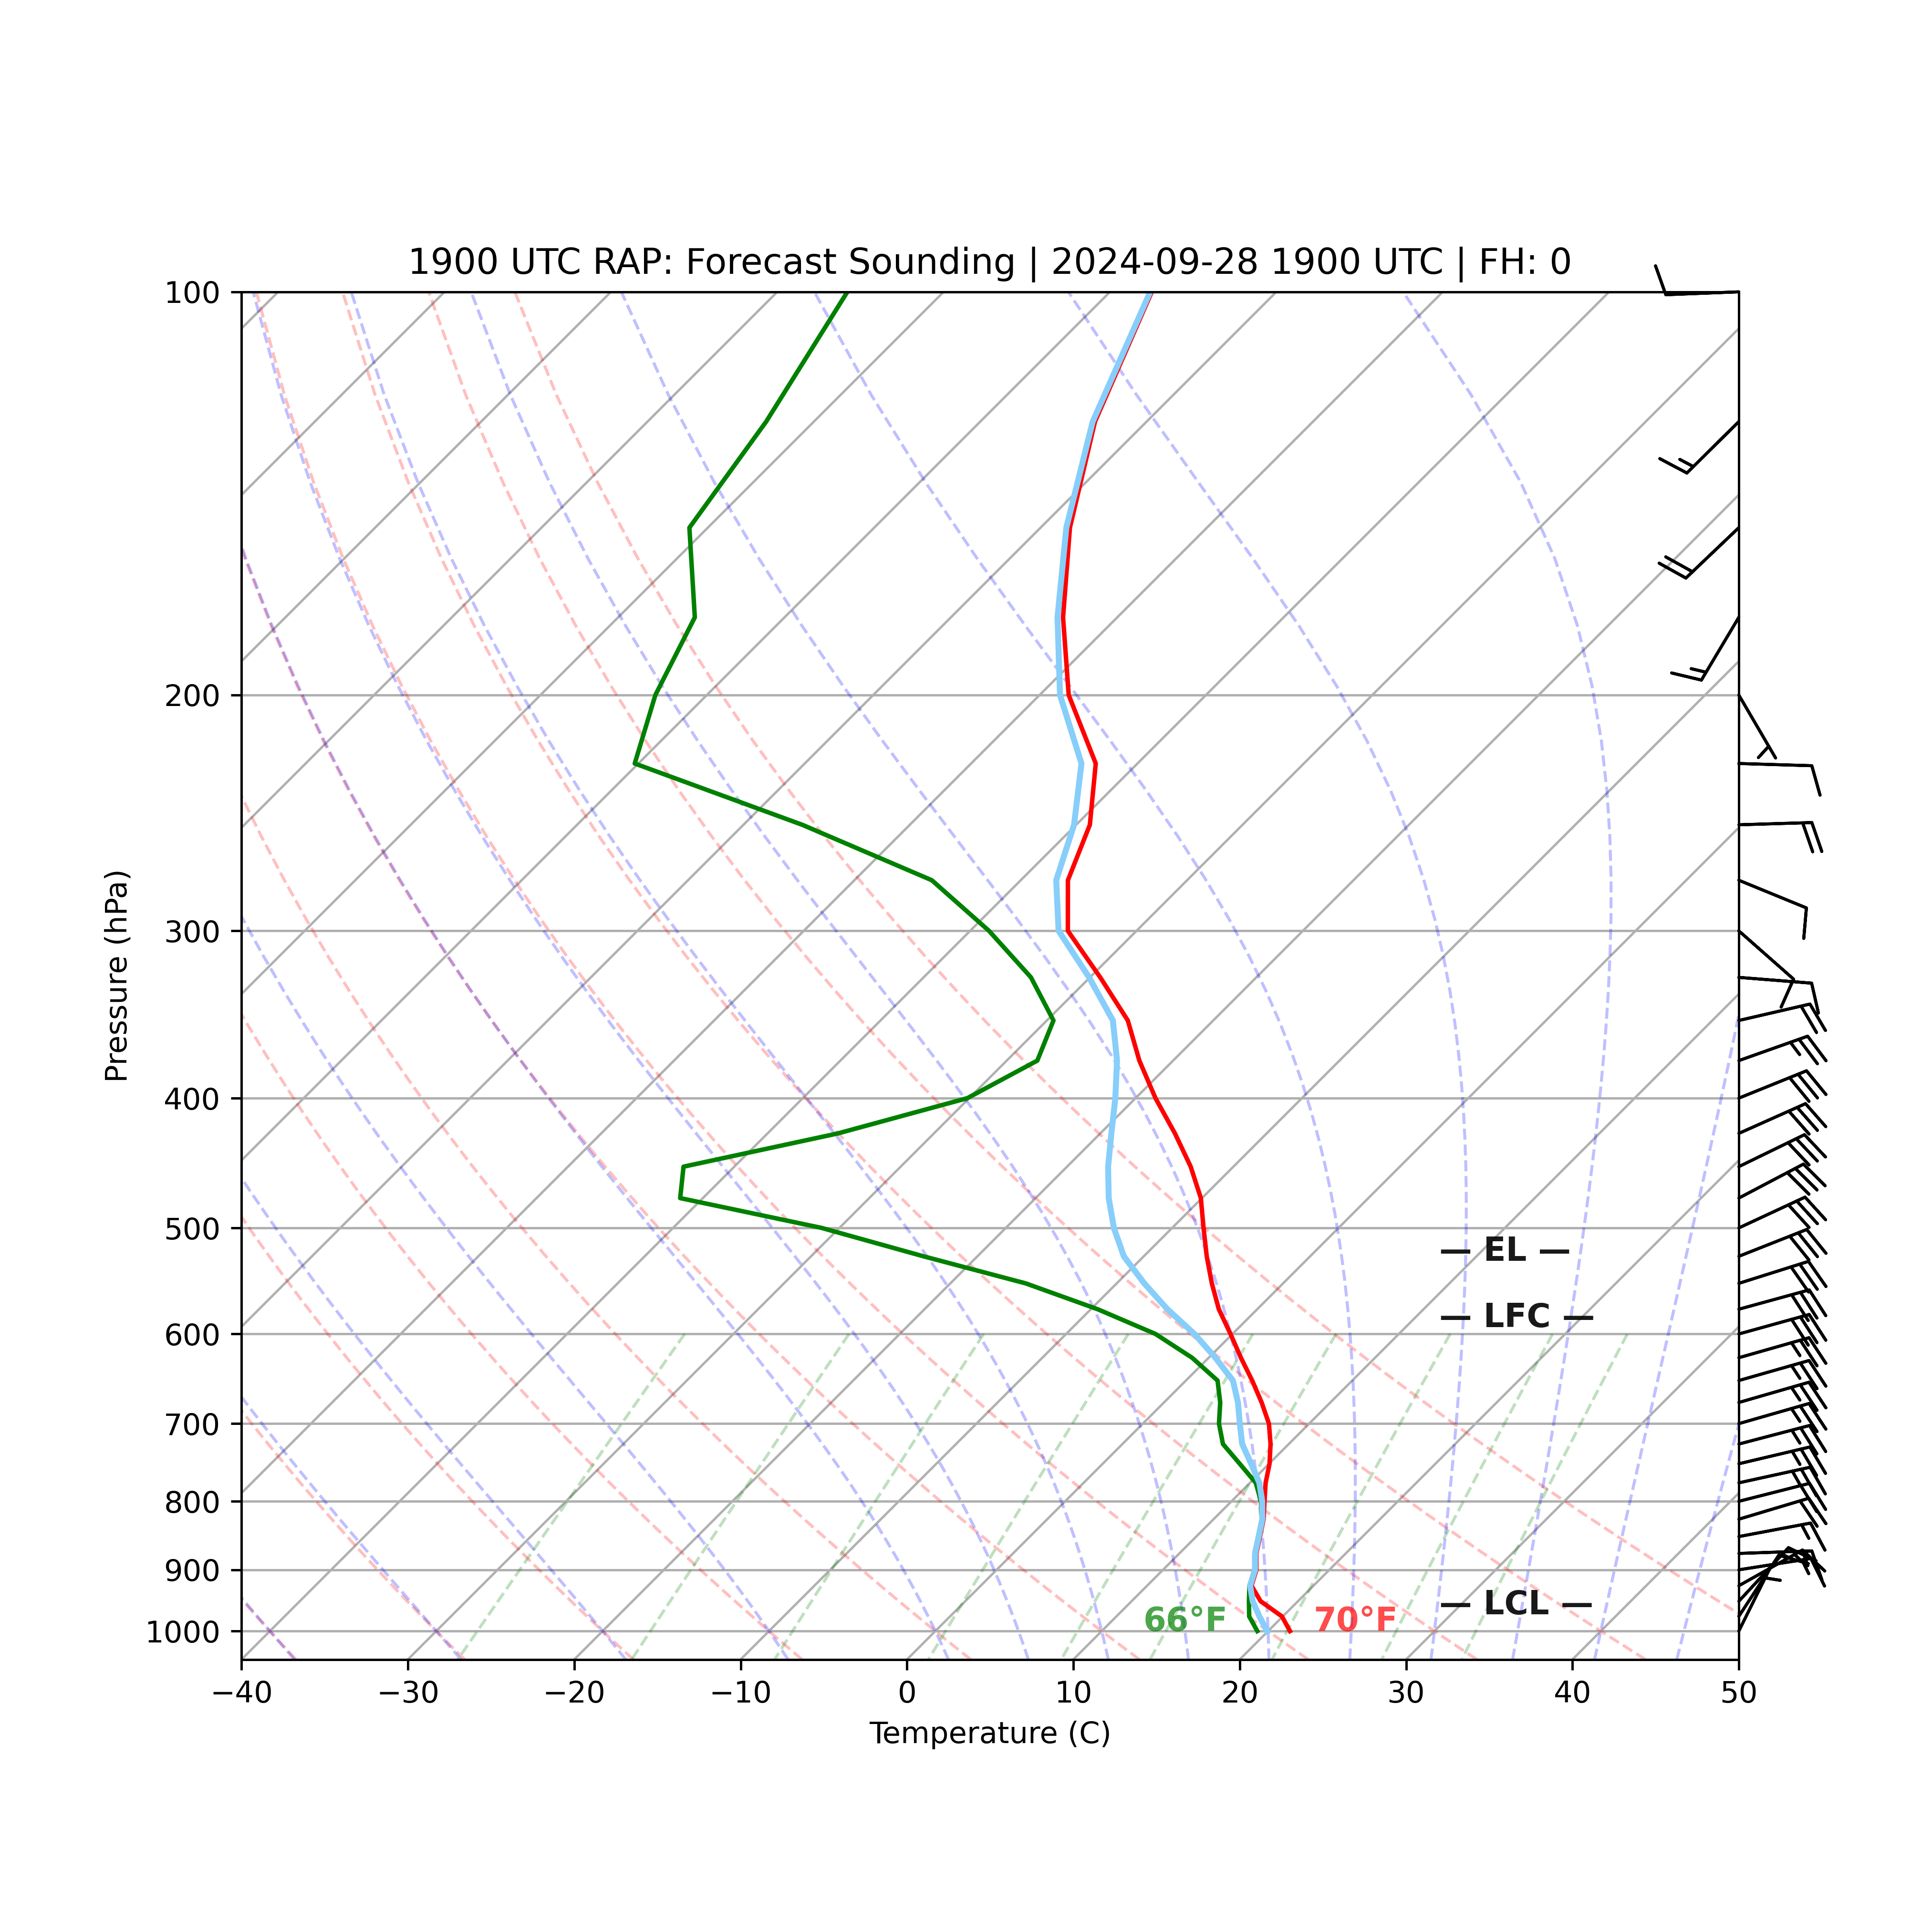 1900 UTC RAP: Forecast Sounding | 2024-09-28 1900 UTC | FH: 0
100
200
300
400
500
600
700
800
900
1000
Pressure (hPa)
— EL —
— LFC —
— LCL —
66°F 70°F
−40 −30 −20 −10 0 10 20 30 40 50
Temperature (C)